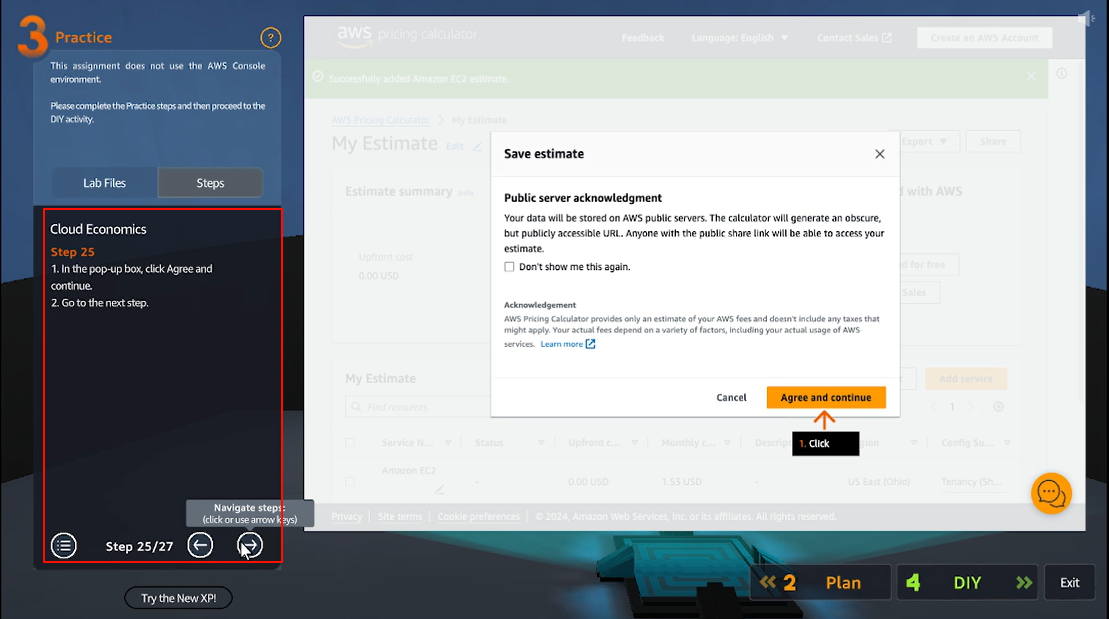 3 Practice
?
This assignment does not use the AWS Console
environment.
Please complete the Practice steps and then proceed to the
DIY activity.
Lab Files
Steps
Cloud Economics
Step 25
1. In the pop-up box, click Agree and
continue.
2. Go to the next step.
Navigate steps:
(click or use arrow keys)
Step 25/27
Try the New XP!
aws pricing calculator
Feedback
Language: English
Contact Sales
Create an AWS Account
Successfully added Amazon EC2 estimate.
AWS Pricing Calculator > My Estimate
My Estimate Edit
Export
Share
Estimate summary Info
d with AWS
Upfront cost
0.00 USD
d for free
Sales
Save estimate
Public server acknowledgment
Your data will be stored on AWS public servers. The calculator will generate an obscure,
but publicly accessible URL. Anyone with the public share link will be able to access your
estimate.
Don't show me this again.
Acknowledgement
AWS Pricing Calculator provides only an estimate of your AWS fees and doesn't include any taxes that
might apply. Your actual fees depend on a variety of factors, including your actual usage of AWS
services. Learn more
Cancel
Agree and continue
1. Click
My Estimate
Add service
Find resources
1
Service N...
Status
Upfront c...
Monthly c...
Descrip
ion
Config Su...
Amazon EC2
-
0.00 USD
1.53 USD
-
US East (Ohio)
Tenancy (Sh...
Privacy | Site terms | Cookie preferences | © 2024, Amazon Web Services, Inc. or its affiliates. All rights reserved.
2 Plan
4 DIY
Exit